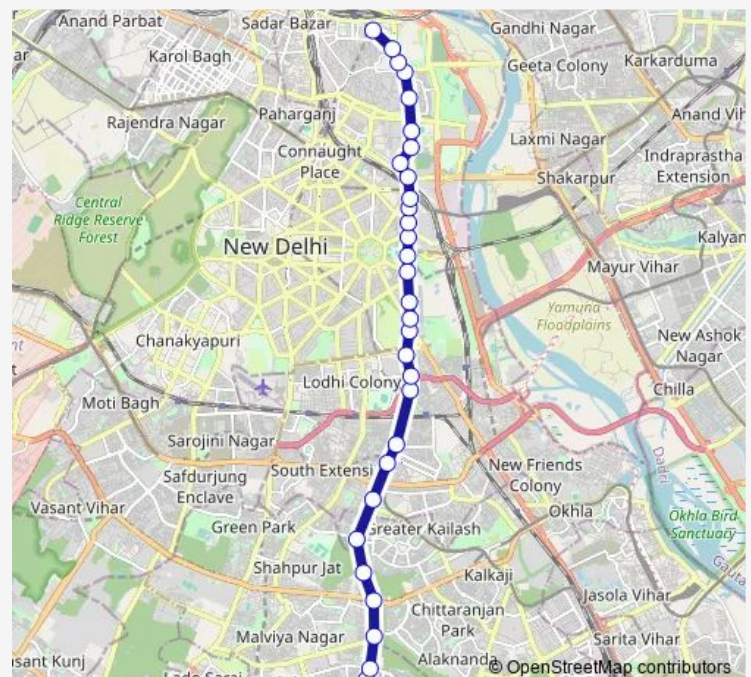 Anand Parbat
Sadar Bazar
Gandhi Nagar
Karol Bagh
Geeta Colony
Karkarduma
Rajendra Nagar
Paharganj
Anand Vih
Laxmi Nagar
Connaught
Place
Indraprastha
Extension
Shakarpur
Central
Ridge Reserve
Forest
New Delhi
Kalyan
Mayur Vihar
Yamuna
Floodplains
Chanakyapuri
New Ashok
Nagar
Lodhi Colony
Chilla
Moti Bagh
Sarojini Nagar
South Extensi
New Friends
Colony
Dadri
Safdurjung
Enclave
Vasant Vihar
Okhla
Okhla Bird
Sanctuary
Green Park
Greater Kailash
Gauta
Shahpur Jat
Kalkaji
Jasola Vihar
Chittaranjan
Park
Malviya Nagar
Sarita Vihar
asant Kunj
Alaknanda
Lado Sarai
© OpenStreetMap contributors